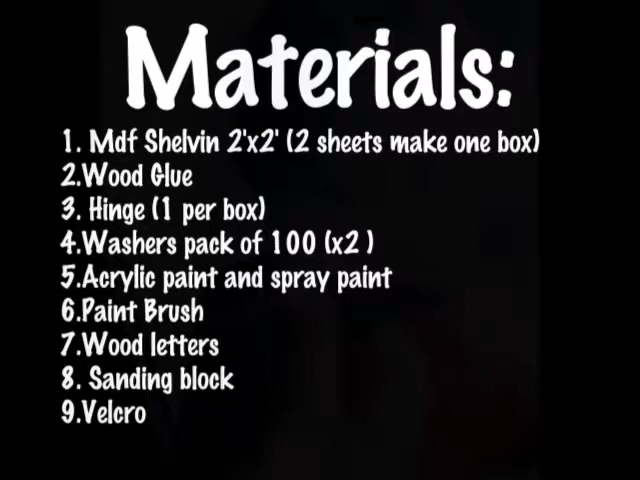 Materials:
1. Mdf Shelvin 2'x2' (2 sheets make one box)
2.Wood Glue
3. Hinge (1 per box)
4.Washers pack of 100 (x2 )
5.Acrylic paint and spray paint
6.Paint Brush
7.Wood letters
8. Sanding block
9.Velcro